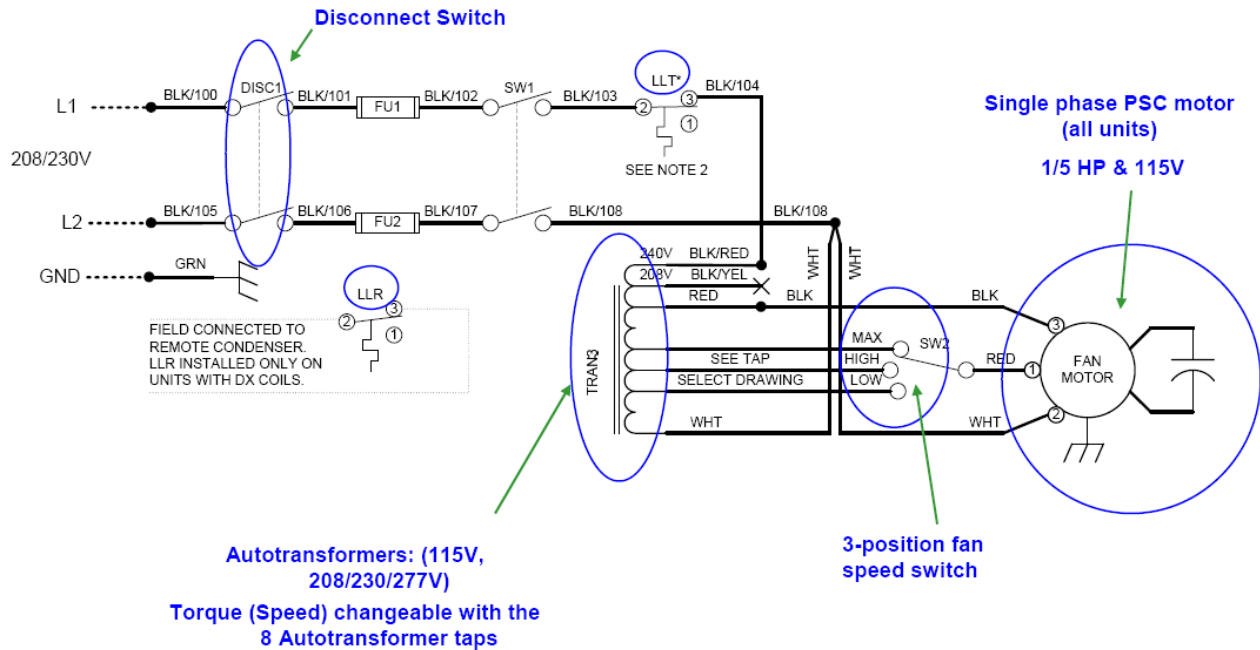 Disconnect Switch
L1
BLK/100
DISC1
BLK/101
FU1
BLK/102
SW1
BLK/103
LLT*
2
3
1
BLK/104
SEE NOTE 2
Single phase PSC motor
(all units)
1/5 HP & 115V
208/230V
L2
BLK/105
BLK/106
FU2
BLK/107
BLK/108
BLK/108
GND
GRN
WHT
WHT
240V
BLK/RED
208V
BLK/YEL
RED
BLK
BLK
LLR
2
3
1
FIELD CONNECTED TO
REMOTE CONDENSER.
LLR INSTALLED ONLY ON
UNITS WITH DX COILS.
TRAN3
MAX
SEE TAP
HIGH
SELECT DRAWING
LOW
SW2
RED
WHT
WHT
3
1
2
FAN
MOTOR
Autotransformers: (115V,
208/230/277V)
Torque (Speed) changeable with the
8 Autotransformer taps
3-position fan
speed switch